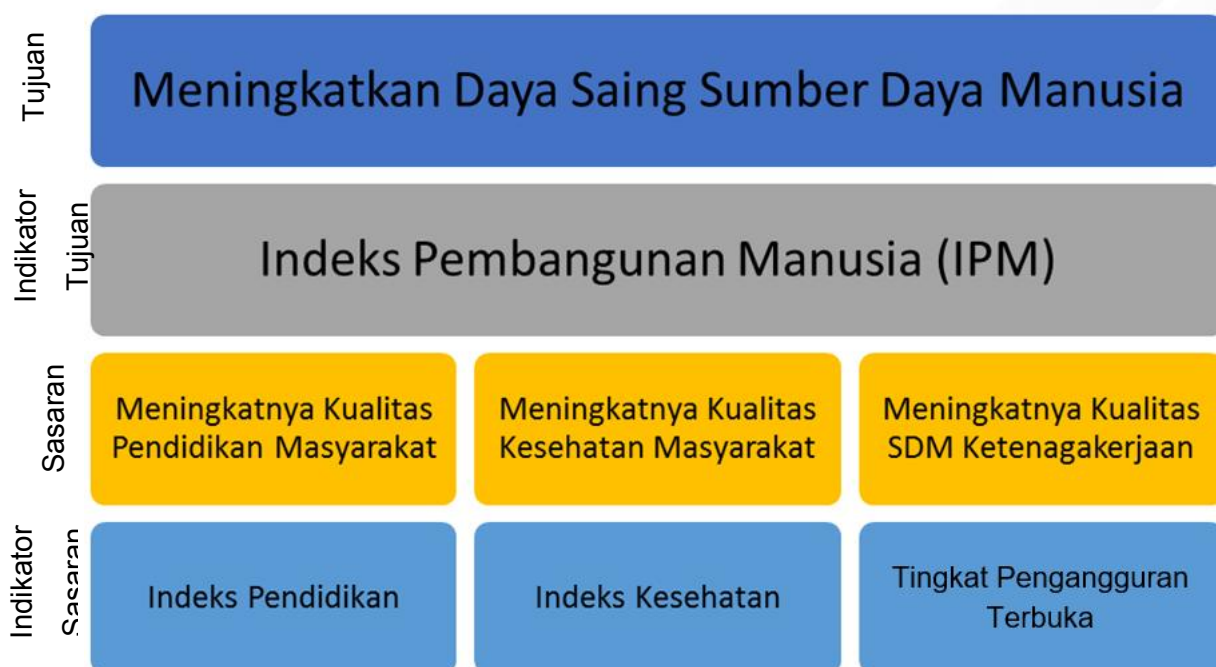 Tujuan
Meningkatkan Daya Saing Sumber Daya Manusia
Indikator
Tujuan
Indeks Pembangunan Manusia (IPM)
Sasaran
Meningkatnya Kualitas
Pendidikan Masyarakat
Meningkatnya Kualitas
Kesehatan Masyarakat
Meningkatnya Kualitas
SDM Ketenagakerjaan
Indikator
Sasaran
Indeks Pendidikan
Indeks Kesehatan
Tingkat Pengangguran
Terbuka